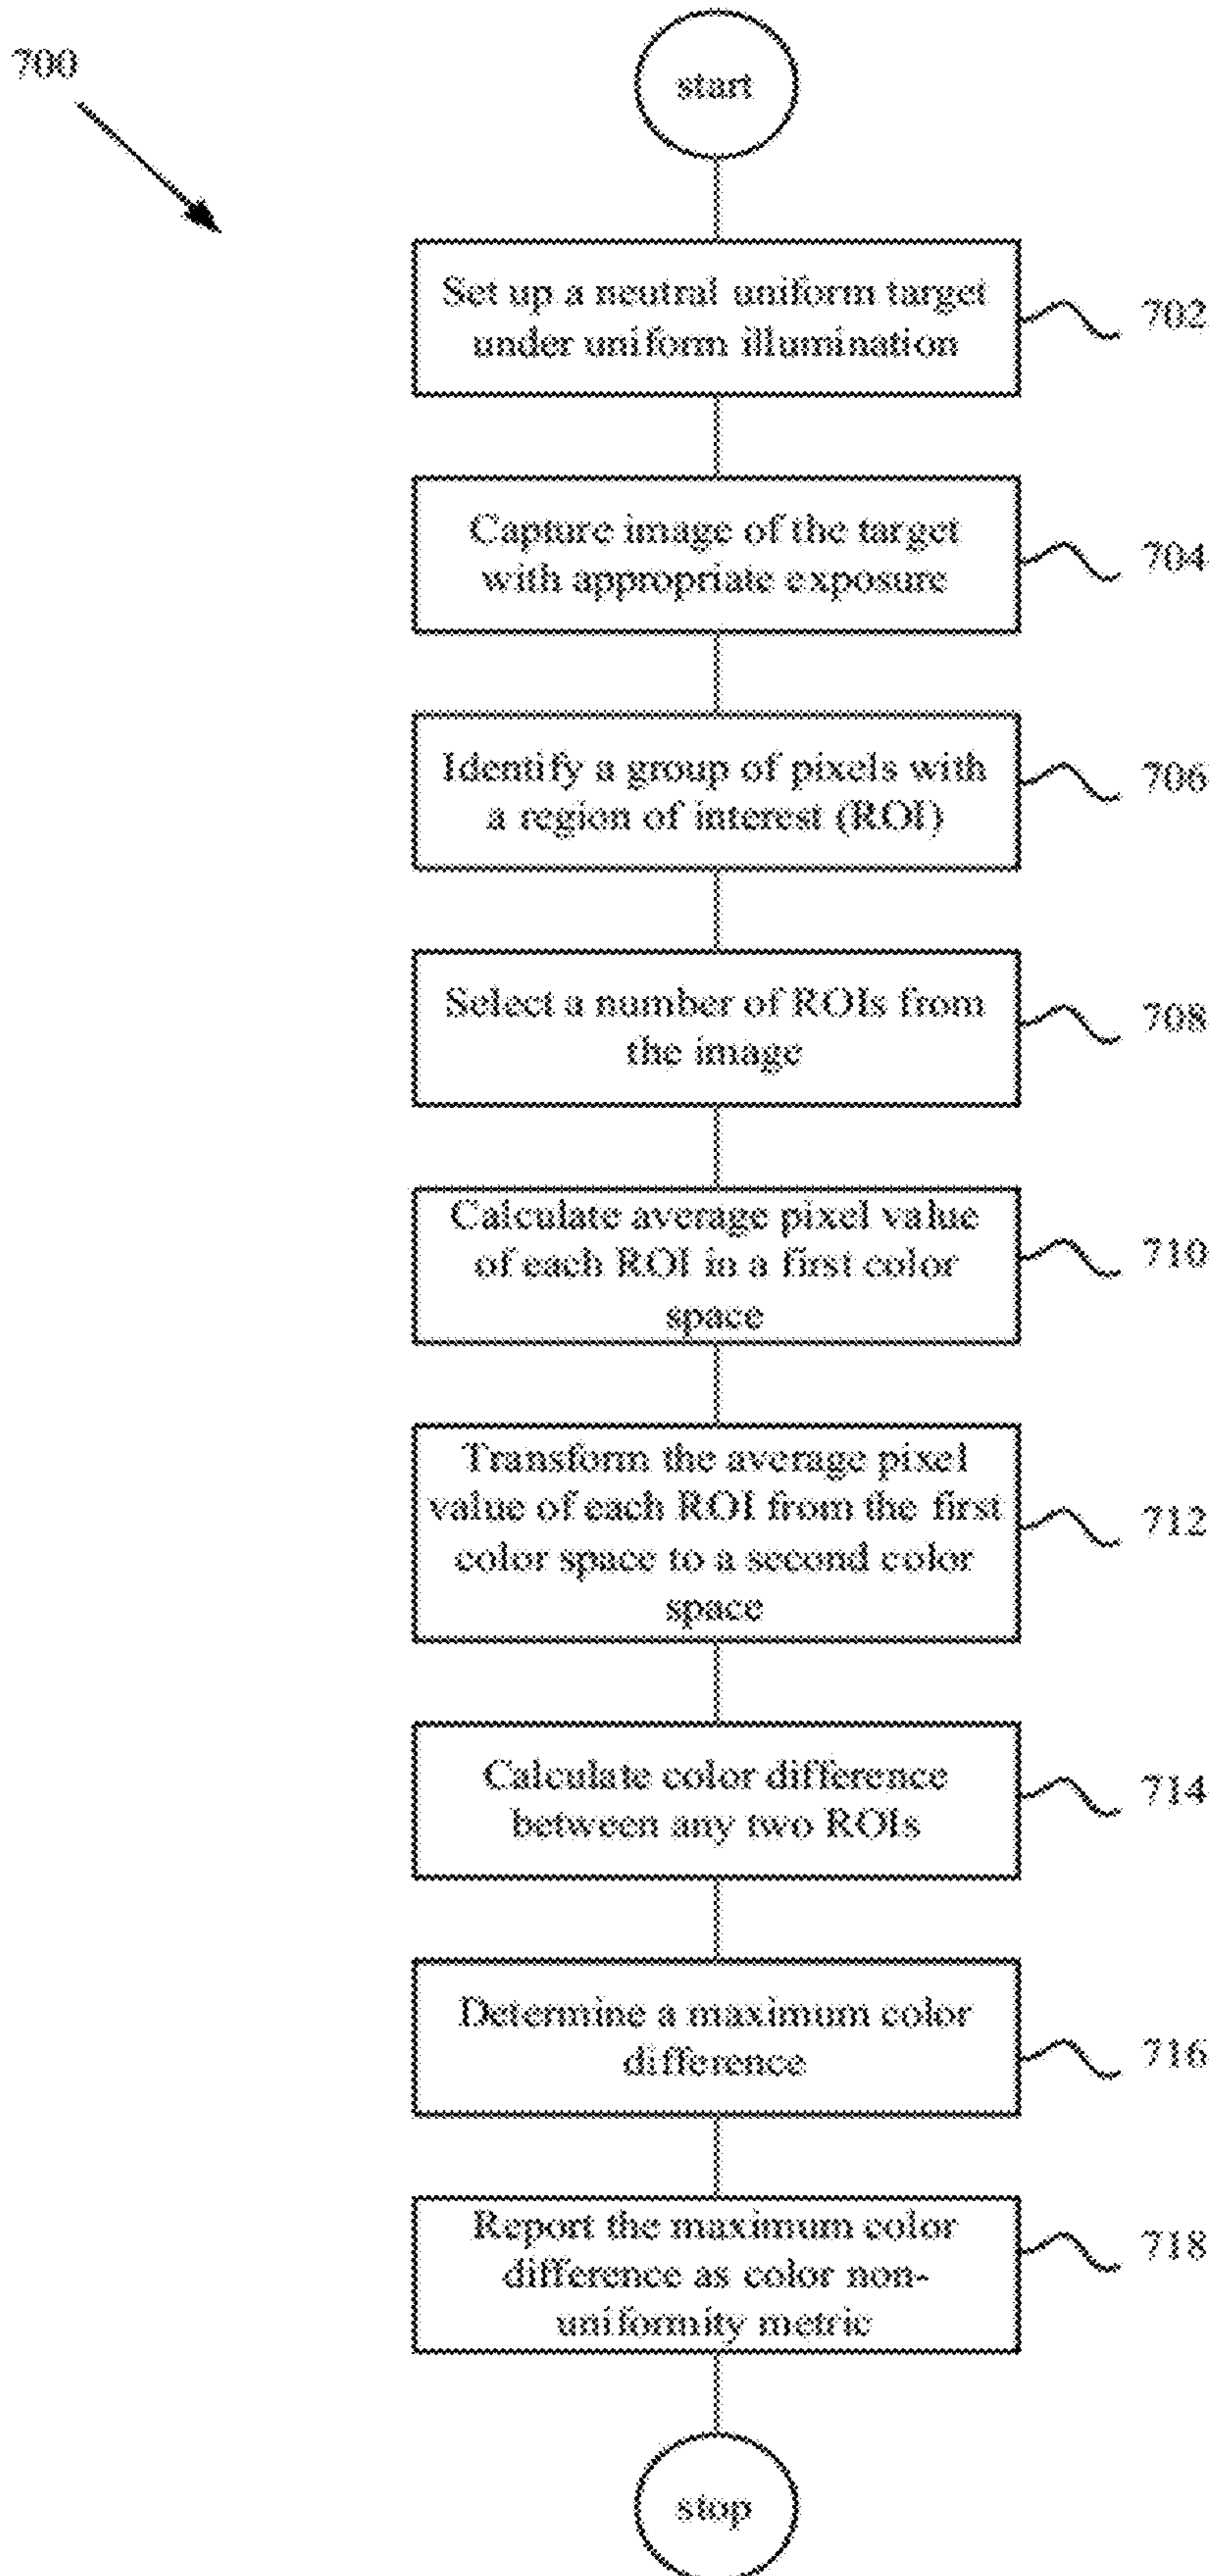 700
start
Set up a neutral uniform target
under uniform illumination
702
Capture image of the target
with appropriate exposure
704
Identify a group of pixels with
a region of interest (ROI)
706
Select a number of ROIs from
the image
708
Calculate average pixel value
of each ROI in a first color
space
710
Transform the average pixel
value of each ROI from the first
color space to a second color
space
712
Calculate color difference
between any two ROIs
714
Determine a maximum color
difference
716
Report the maximum color
difference as color non-
uniformity metric
718
stop